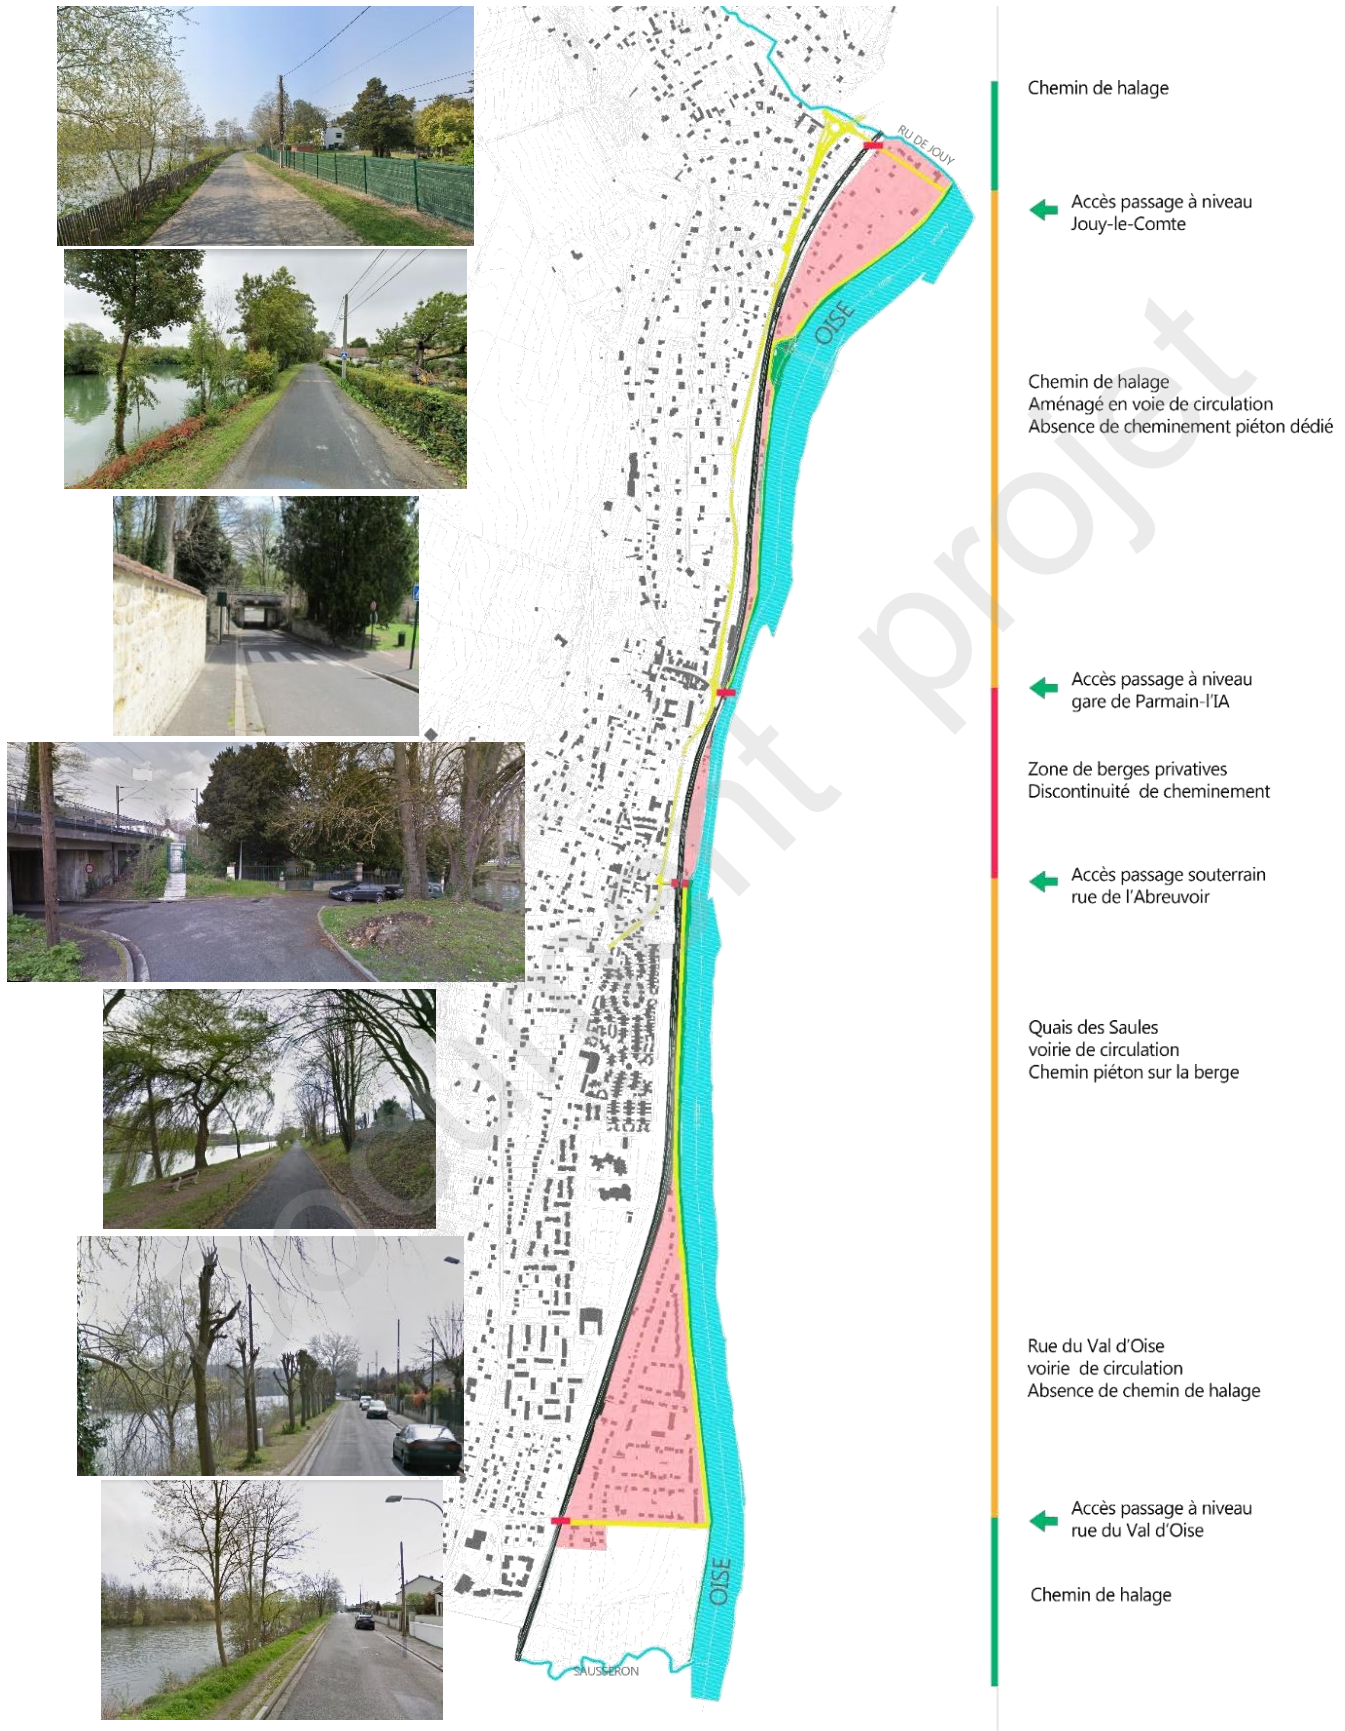 Chemin de halage
RU DE JOUY
Accès passage à niveau
Jouy-le-Comte
OISE
Chemin de halage
Aménagé en voie de circulation
Absence de cheminement piéton dédié
Accès passage à niveau
gare de Parmain-l'IA
Zone de berges privatives
Discontinuité de cheminement
Accès passage souterrain
rue de l'Abreuvoir
Quais des Saules
voirie de circulation
Chemin piéton sur la berge
Rue du Val d'Oise
voirie de circulation
Absence de chemin de halage
Accès passage à niveau
rue du Val d'Oise
OISE
Chemin de halage
SAUSSERON
document projet